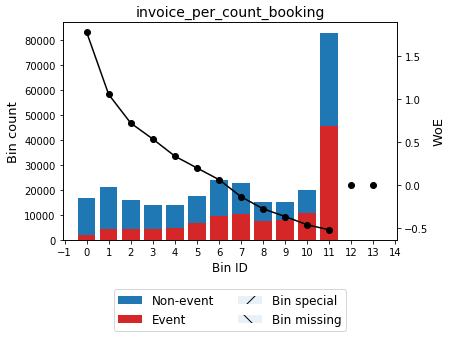 invoice_per_count_booking
Bin count
80000
70000
60000
50000
40000
30000
20000
10000
0
WoE
1.5
1.0
0.5
0.0
−0.5
−1 0 1 2 3 4 5 6 7 8 9 10 11 12 13 14
Bin ID
Non-event Bin special
Event Bin missing